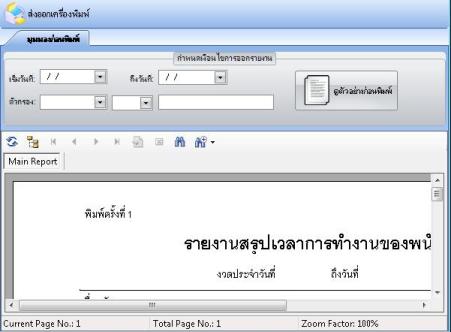 ส่งออกเครื่องพิมพ์
มุมมองก่อนพิมพ์
กำหนดเงื่อนไขการออกรายงาน
เริ่มวันที่: / / ถึงวันที่: / /
ตัวกรอง:
ดูตัวอย่างก่อนพิมพ์
Main Report
พิมพ์ครั้งที่ 1
รายงานสรุปเวลาการทำงานของพนั
งวดประจำวันที่ ถึงวันที่
Current Page No.: 1 Total Page No.: 1 Zoom Factor: 100%